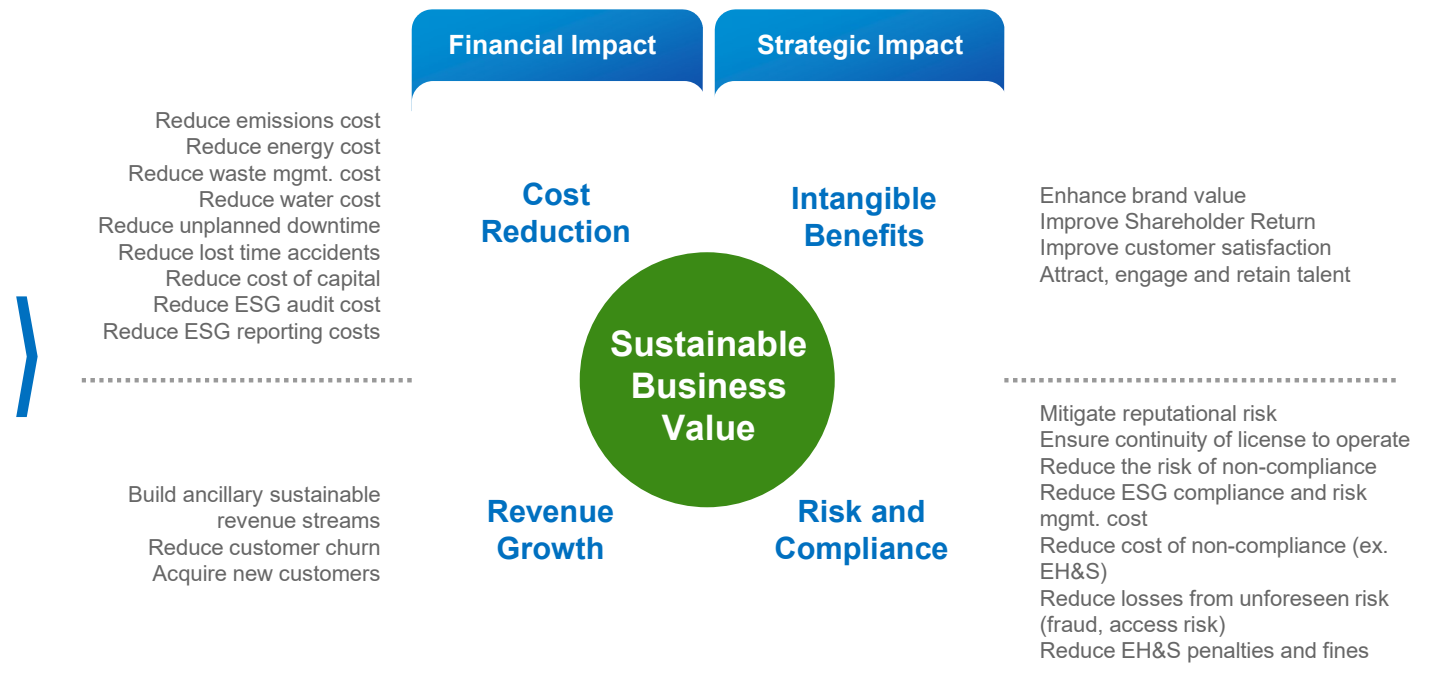 Financial Impact
Strategic Impact
Reduce emissions cost
Reduce energy cost
Reduce waste mgmt. cost
Reduce water cost
Reduce unplanned downtime
Reduce lost time accidents
Reduce cost of capital
Reduce ESG audit cost
Reduce ESG reporting costs
Cost
Reduction
Intangible
Benefits
Enhance brand value
Improve Shareholder Return
Improve customer satisfaction
Attract, engage and retain talent
Sustainable
Business
Value
Build ancillary sustainable
revenue streams
Reduce customer churn
Acquire new customers
Revenue
Growth
Risk and
Compliance
Mitigate reputational risk
Ensure continuity of license to operate
Reduce the risk of non-compliance
Reduce ESG compliance and risk
mgmt. cost
Reduce cost of non-compliance (ex.
EH&S)
Reduce losses from unforeseen risk
(fraud, access risk)
Reduce EH&S penalties and fines